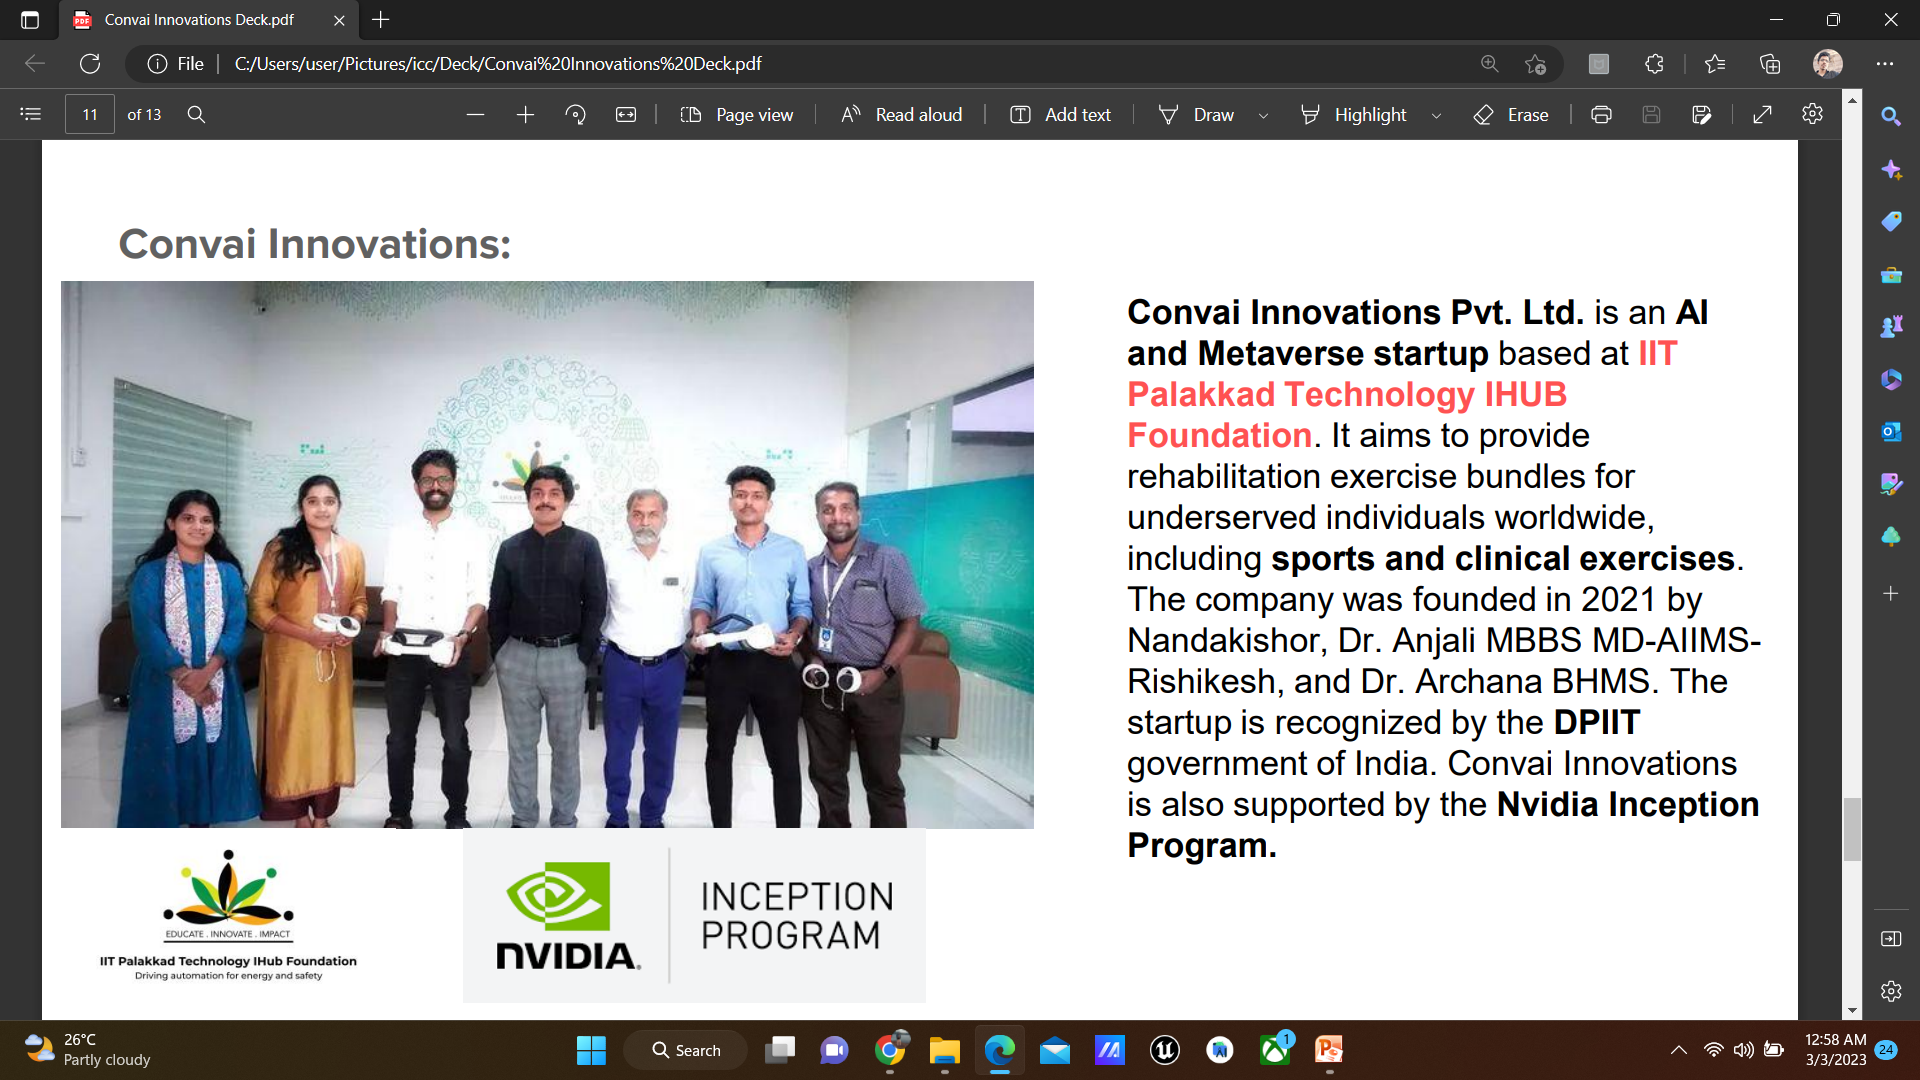 Convai Innovations Deck.pdf
File
C:/Users/user/Pictures/icc/Deck/Convai%20Innovations%20Deck.pdf
11 of 13
Page view
Read aloud
Add text
Draw
Highlight
Erase
Convai Innovations:
Convai Innovations Pvt. Ltd. is an AI
and Metaverse startup based at IIT
Palakkad Technology IHUB
Foundation. It aims to provide
rehabilitation exercise bundles for
underserved individuals worldwide,
including sports and clinical exercises.
The company was founded in 2021 by
Nandakishor, Dr. Anjali MBBS MD-AIIMS-
Rishikesh, and Dr. Archana BHMS. The
startup is recognized by the DPIIT
government of India. Convai Innovations
is also supported by the Nvidia Inception
Program.
EDUCATE . INNOVATE . IMPACT
IIT Palakkad Technology IHub Foundation
Driving automation for energy and safety
NVIDIA.
INCEPTION
PROGRAM
26°C
Partly cloudy
Search
1
12:58 AM
3/3/2023
24